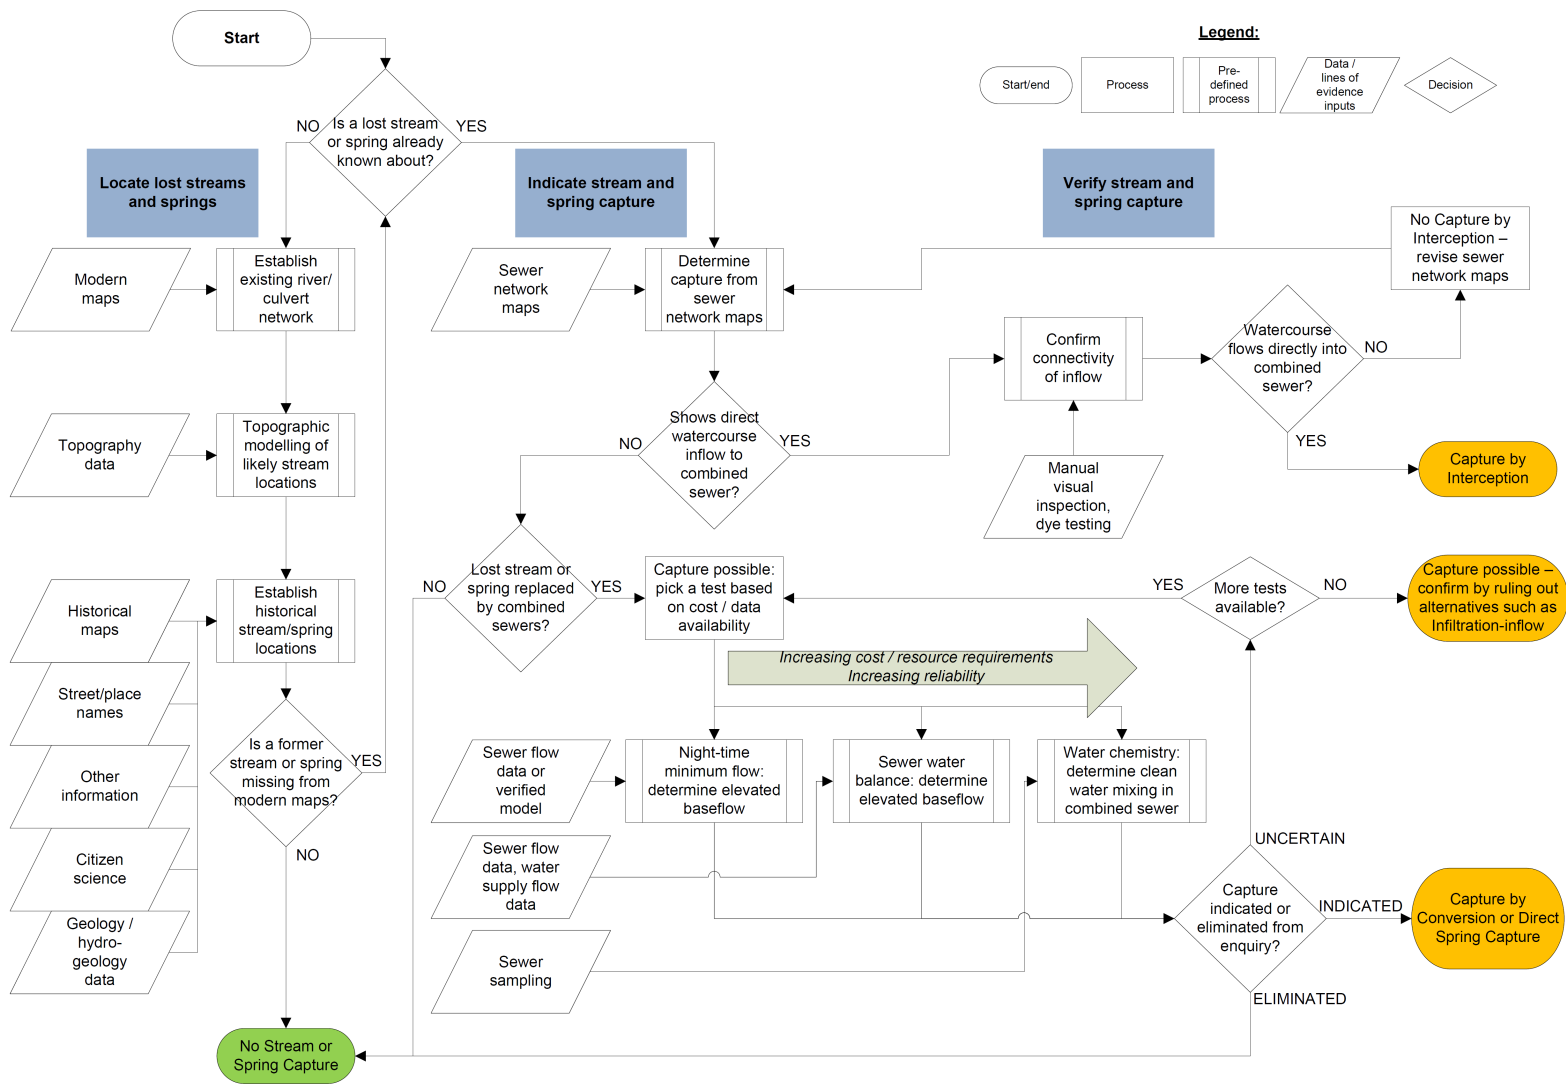 Start
Legend:
Start/end
Process
Pre-
defined
process
Data /
lines of
evidence
inputs
Decision
Is a lost stream
or spring already
known about?
NO
YES
Locate lost streams
and springs
Indicate stream and
spring capture
Verify stream and
spring capture
Modern
maps
Establish
existing river/
culvert
network
Sewer
network
maps
Determine
capture from
sewer
network maps
No Capture by
Interception –
revise sewer
network maps
Confirm
connectivity
of inflow
Watercourse
flows directly into
combined
sewer?
NO
YES
Capture by
Interception
Manual
visual
inspection,
dye testing
Topography
data
Topographic
modelling of
likely stream
locations
Shows direct
watercourse
inflow to
combined
sewer?
NO
YES
Historical
maps
Establish
historical
stream/spring
locations
Lost stream or
spring replaced
by combined
sewers?
NO
YES
Capture possible:
pick a test based
on cost / data
availability
More tests
available?
YES
NO
Capture possible –
confirm by ruling out
alternatives such as
Infiltration-inflow
Increasing cost / resource requirements
Increasing reliability
Street/place
names
Other
information
Citizen
science
Geology /
hydro-
geology
data
Is a former
stream or spring
missing from
modern maps?
YES
NO
Sewer flow
data or
verified
model
Night-time
minimum flow:
determine elevated
baseflow
Sewer water
balance: determine
elevated baseflow
Water chemistry:
determine clean
water mixing in
combined sewer
Sewer flow
data, water
supply flow
data
Sewer
sampling
UNCERTAIN
Capture
indicated or
eliminated from
enquiry?
INDICATED
ELIMINATED
Capture by
Conversion or Direct
Spring Capture
No Stream or
Spring Capture